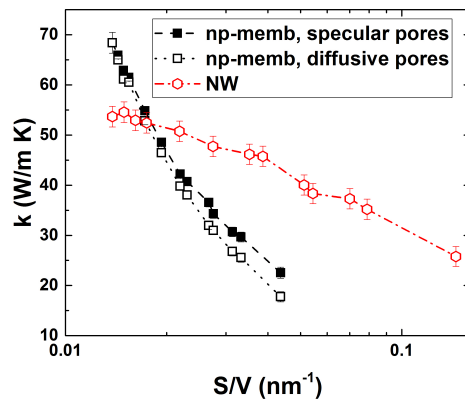 np-memb, specular pores
np-memb, diffusive pores
NW
k (W/m K)
70
60
50
40
30
20
10
0.01
0.1
S/V (nm⁻¹)